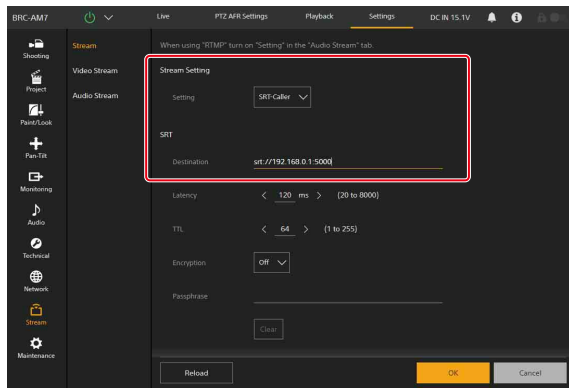 BRC-AM7
Live
PTZ AFR Settings
Playback
Settings
DC IN 15.1V
Shooting
Project
Paint/Look
Pan-Tilt
Monitoring
Audio
Technical
Network
Stream
Maintenance
Stream
Video Stream
Audio Stream
When using "RTMP" turn on "Setting" in the "Audio Stream" tab.
Stream Setting
Setting SRT-Caller
SRT
Destination srt://192.168.0.1:5000
Latency < 120 ms > (20 to 8000)
TTL < 64 > (1 to 255)
Encryption Off
Passphrase
Clear
Reload
OK
Cancel